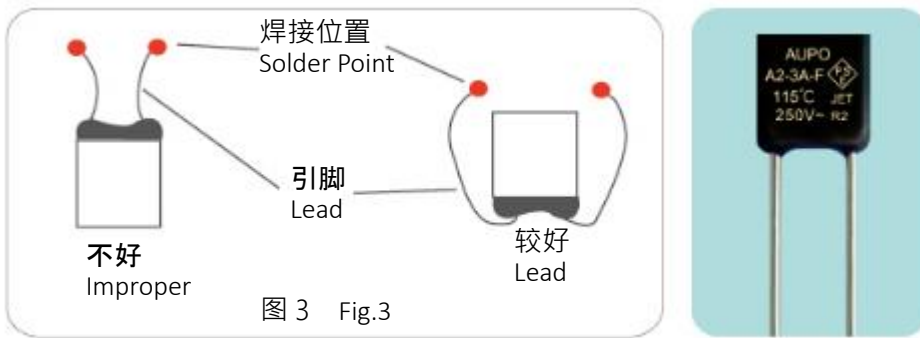 焊接位置
Solder Point
引脚
Lead
不好
Improper
较好
Lead
图 3 Fig.3
AUPO
A2-3A-F PSE
115℃ JET
250V~ R2